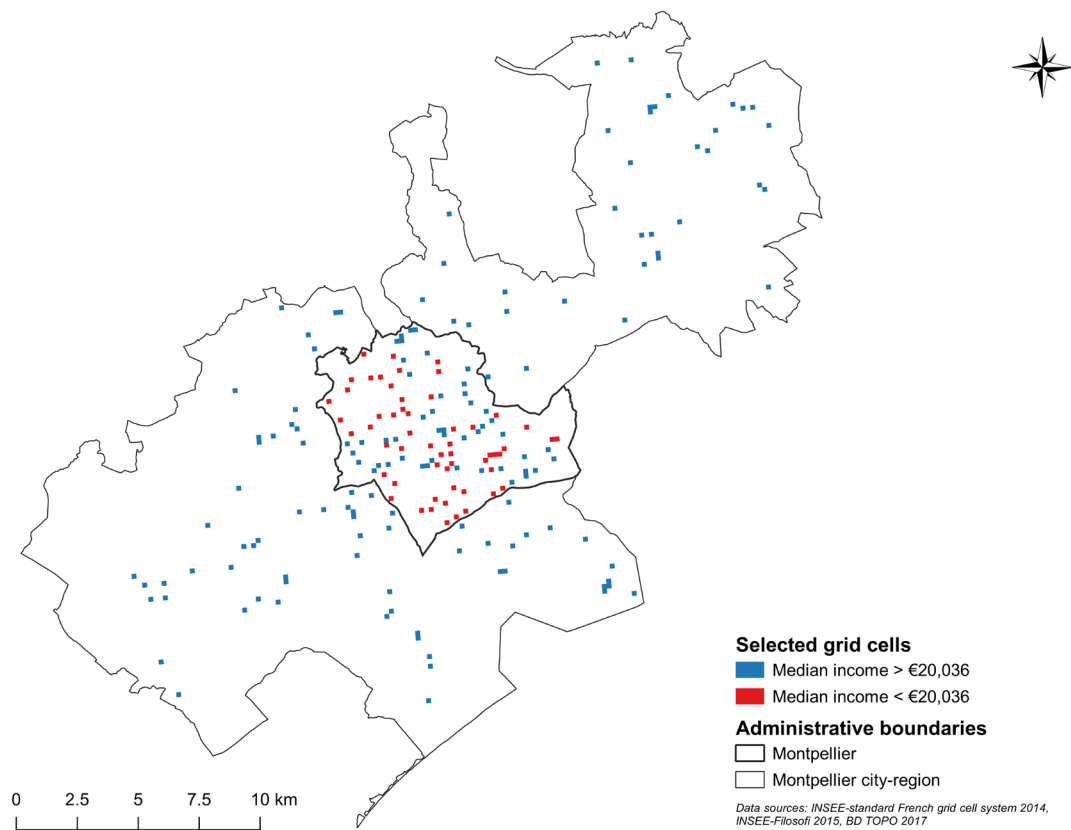 Selected grid cells
Median income > €20,036
Median income < €20,036
Administrative boundaries
Montpellier
Montpellier city-region
0 2.5 5 7.5 10 km
Data sources: INSEE-standard French grid cell system 2014,
INSEE-Filosofi 2015, BD TOPO 2017